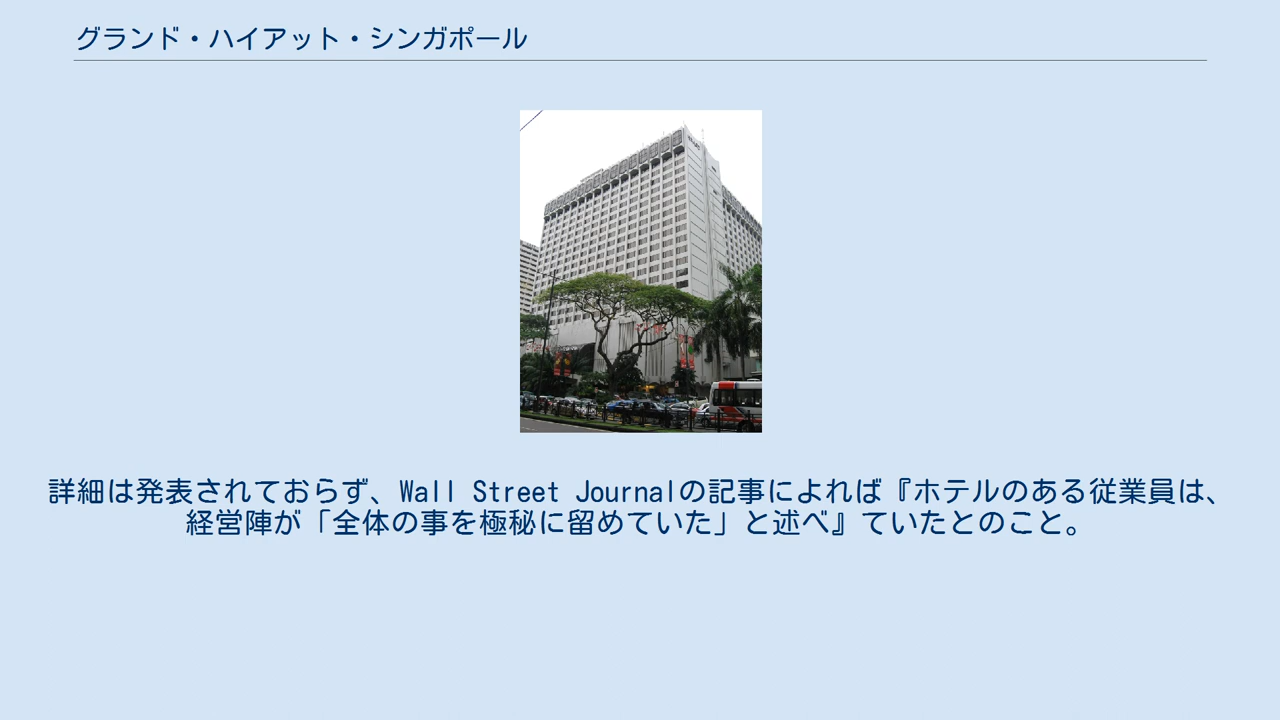 グランド・ハイアット・シンガポール
詳細は発表されておらず、Wall Street Journalの記事によれば『ホテルのある従業員は、
経営陣が「全体の事を極秘に留めていた」と述べ』ていたとのこと。